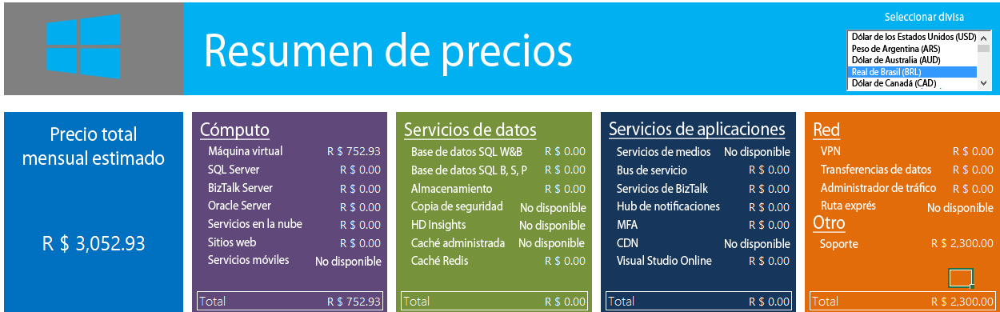 Seleccionar divisa
Resumen de precios
Dólar de los Estados Unidos (USD)
Peso de Argentina (ARS)
Dólar de Australia (AUD)
Real de Brasil (BRL)
Dólar de Canadá (CAD)
Precio total
mensual estimado
R $ 3,052.93
Cómputo
Máquina virtual R $ 752.93
SQL Server R $ 0.00
BizTalk Server R $ 0.00
Oracle Server R $ 0.00
Servicios en la nube R $ 0.00
Sitios web R $ 0.00
Servicios móviles No disponible
Total R $ 752.93
Servicios de datos
Base de datos SQL W&B R $ 0.00
Base de datos SQL B, S, P R $ 0.00
Almacenamiento R $ 0.00
Copia de seguridad No disponible
HD Insights No disponible
Caché administrada No disponible
Caché Redis R $ 0.00
Total R $ 0.00
Servicios de aplicaciones
Servicios de medios No disponible
Bus de servicio R $ 0.00
Servicios de BizTalk R $ 0.00
Hub de notificaciones R $ 0.00
MFA R $ 0.00
CDN No disponible
Visual Studio Online R $ 0.00
Total R $ 0.00
Red
VPN R $ 0.00
Transferencias de datos R $ 0.00
Administrador de tráfico R $ 0.00
Ruta exprés No disponible
Otro
Soporte R $ 2,300.00
Total R $ 2,300.00